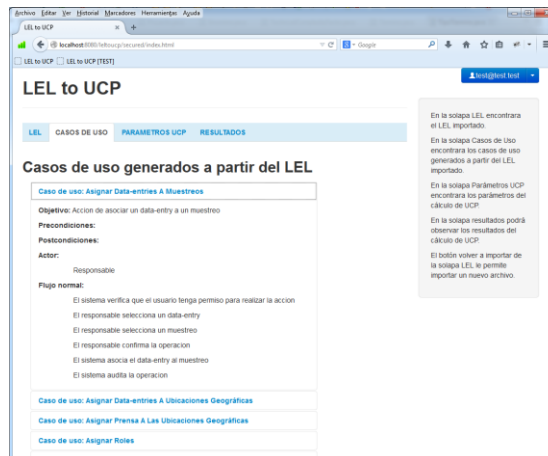 Archivo Editar Ver Historial Marcadores Herramientas Ayuda
LEL to UCP
localhost:8080/leltoucp/secured/index.html
Google
LEL to UCP LEL to UCP [TEST]
test@test.test
LEL to UCP
LEL CASOS DE USO PARAMETROS UCP RESULTADOS
En la solapa LEL encontrara
el LEL importado.
En la solapa Casos de Uso
encontrara los casos de uso
generados a partir del LEL
importado.
En la solapa Parámetros UCP
encontrara los parámetros del
cálculo de UCP.
En la solapa resultados podrá
observar los resultados del
cálculo de UCP.
El botón volver a importar de
la solapa LEL le permite
importar un nuevo archivo.
Casos de uso generados a partir del LEL
Caso de uso: Asignar Data-entries A Muestreos
Objetivo: Accion de asociar un data-entry a un muestreo
Precondiciones:
Postcondiciones:
Actor:
Responsable
Flujo normal:
El sistema verifica que el usuario tenga permiso para realizar la accion
El responsable selecciona un data-entry
El responsable selecciona un muestreo
El responsable confirma la operacion
El sistema asocia el data-entry al muestreo
El sistema audita la operacion
Caso de uso: Asignar Data-entries A Ubicaciones Geográficas
Caso de uso: Asignar Prensa A Las Ubicaciones Geográficas
Caso de uso: Asignar Roles